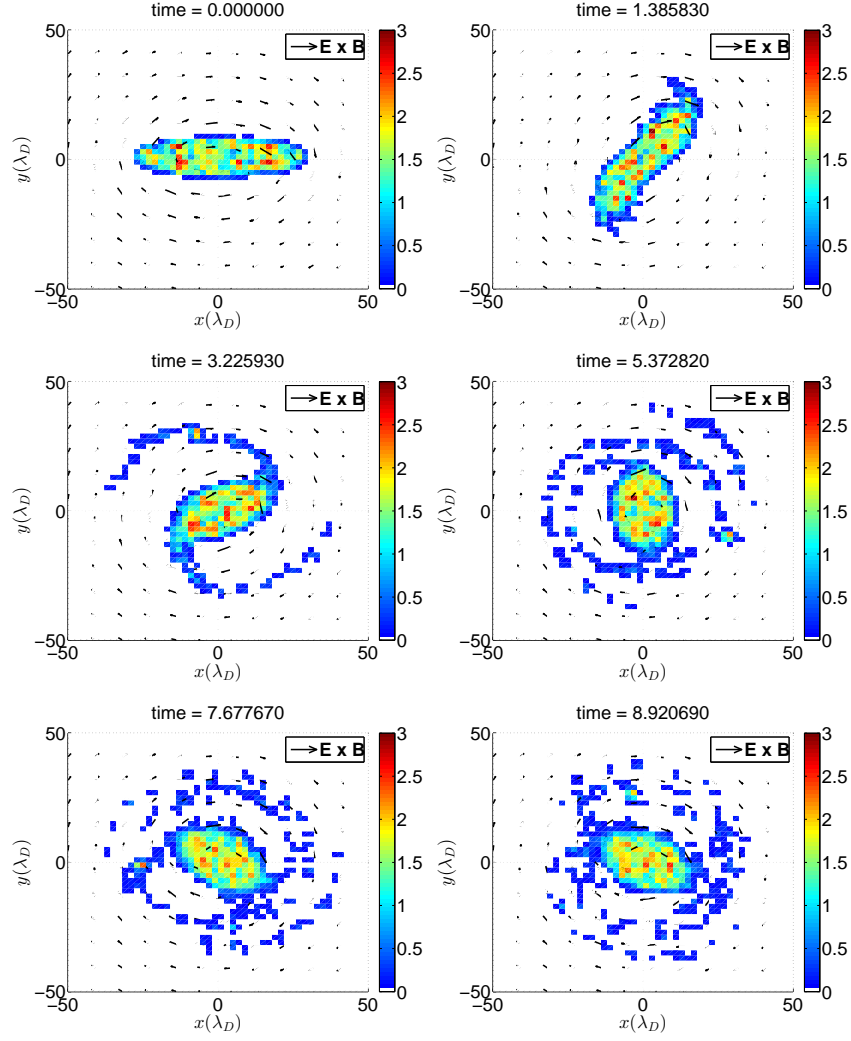 time = 0.000000
50
0
−50
y(λ_D)
−50 0 50
x(λ_D)
E x B
3
2.5
2
1.5
1
0.5
0
time = 1.385830
50
0
−50
y(λ_D)
−50 0 50
x(λ_D)
E x B
3
2.5
2
1.5
1
0.5
0
time = 3.225930
50
0
−50
y(λ_D)
−50 0 50
x(λ_D)
E x B
3
2.5
2
1.5
1
0.5
0
time = 5.372820
50
0
−50
y(λ_D)
−50 0 50
x(λ_D)
E x B
3
2.5
2
1.5
1
0.5
0
time = 7.677670
50
0
−50
y(λ_D)
−50 0 50
x(λ_D)
E x B
3
2.5
2
1.5
1
0.5
0
time = 8.920690
50
0
−50
y(λ_D)
−50 0 50
x(λ_D)
E x B
3
2.5
2
1.5
1
0.5
0